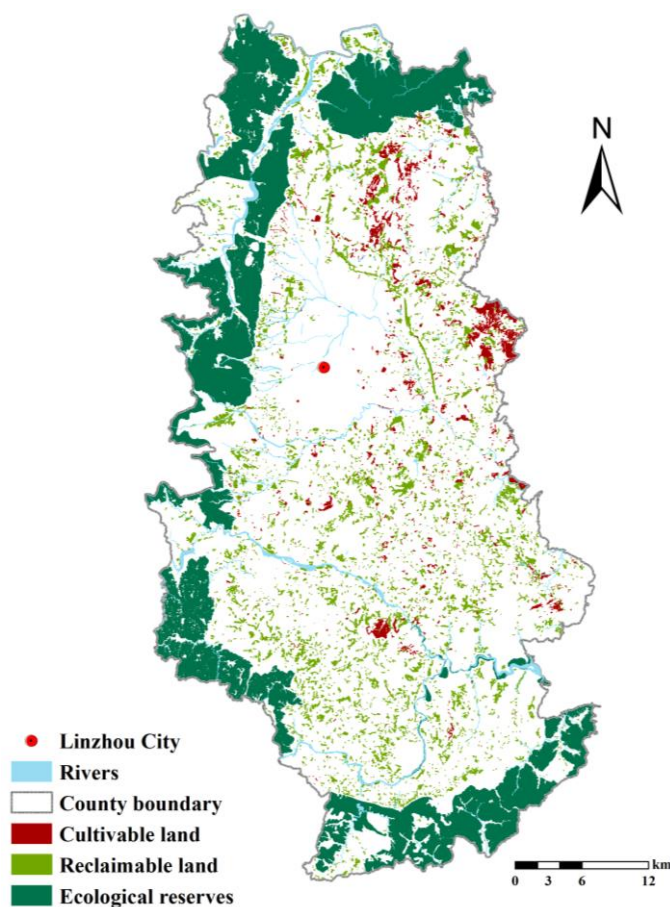 N
Linzhou City
Rivers
County boundary
Cultivable land
Reclaimable land
Ecological reserves
km
0 3 6 12